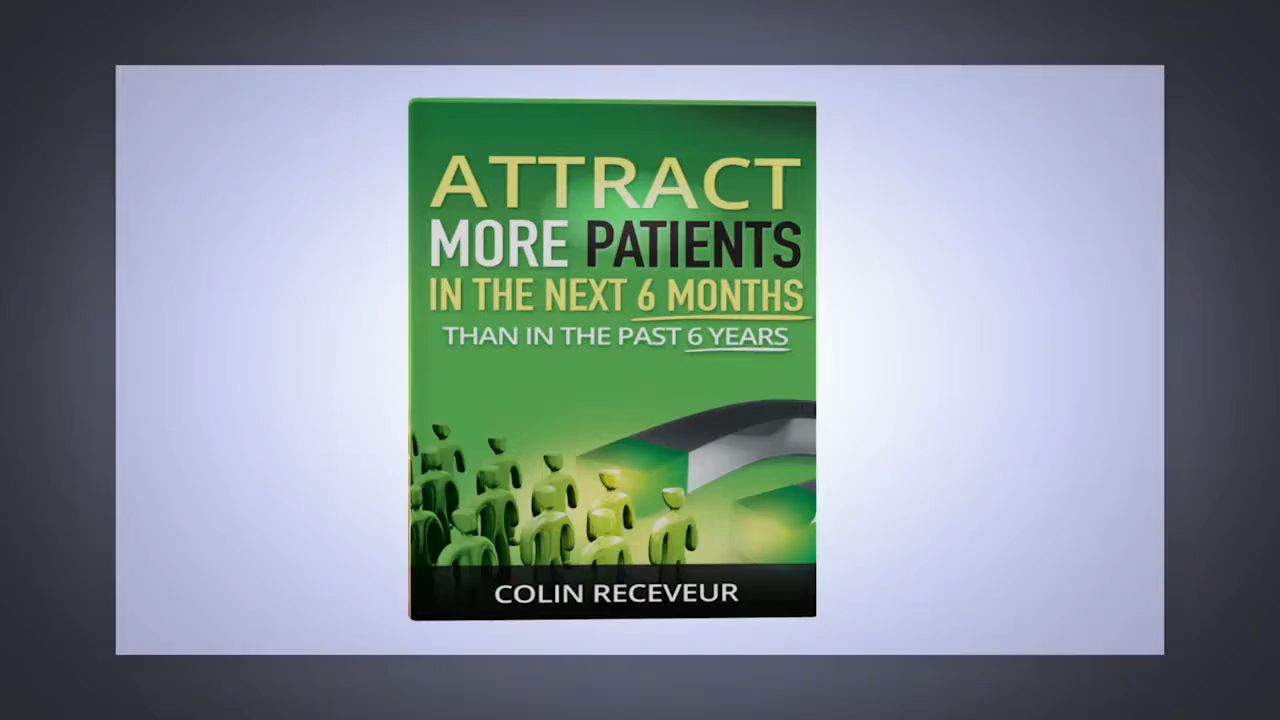 ATTRACT
MORE PATIENTS
IN THE NEXT 6 MONTHS
THAN IN THE PAST 6 YEARS
COLIN RECEVEUR